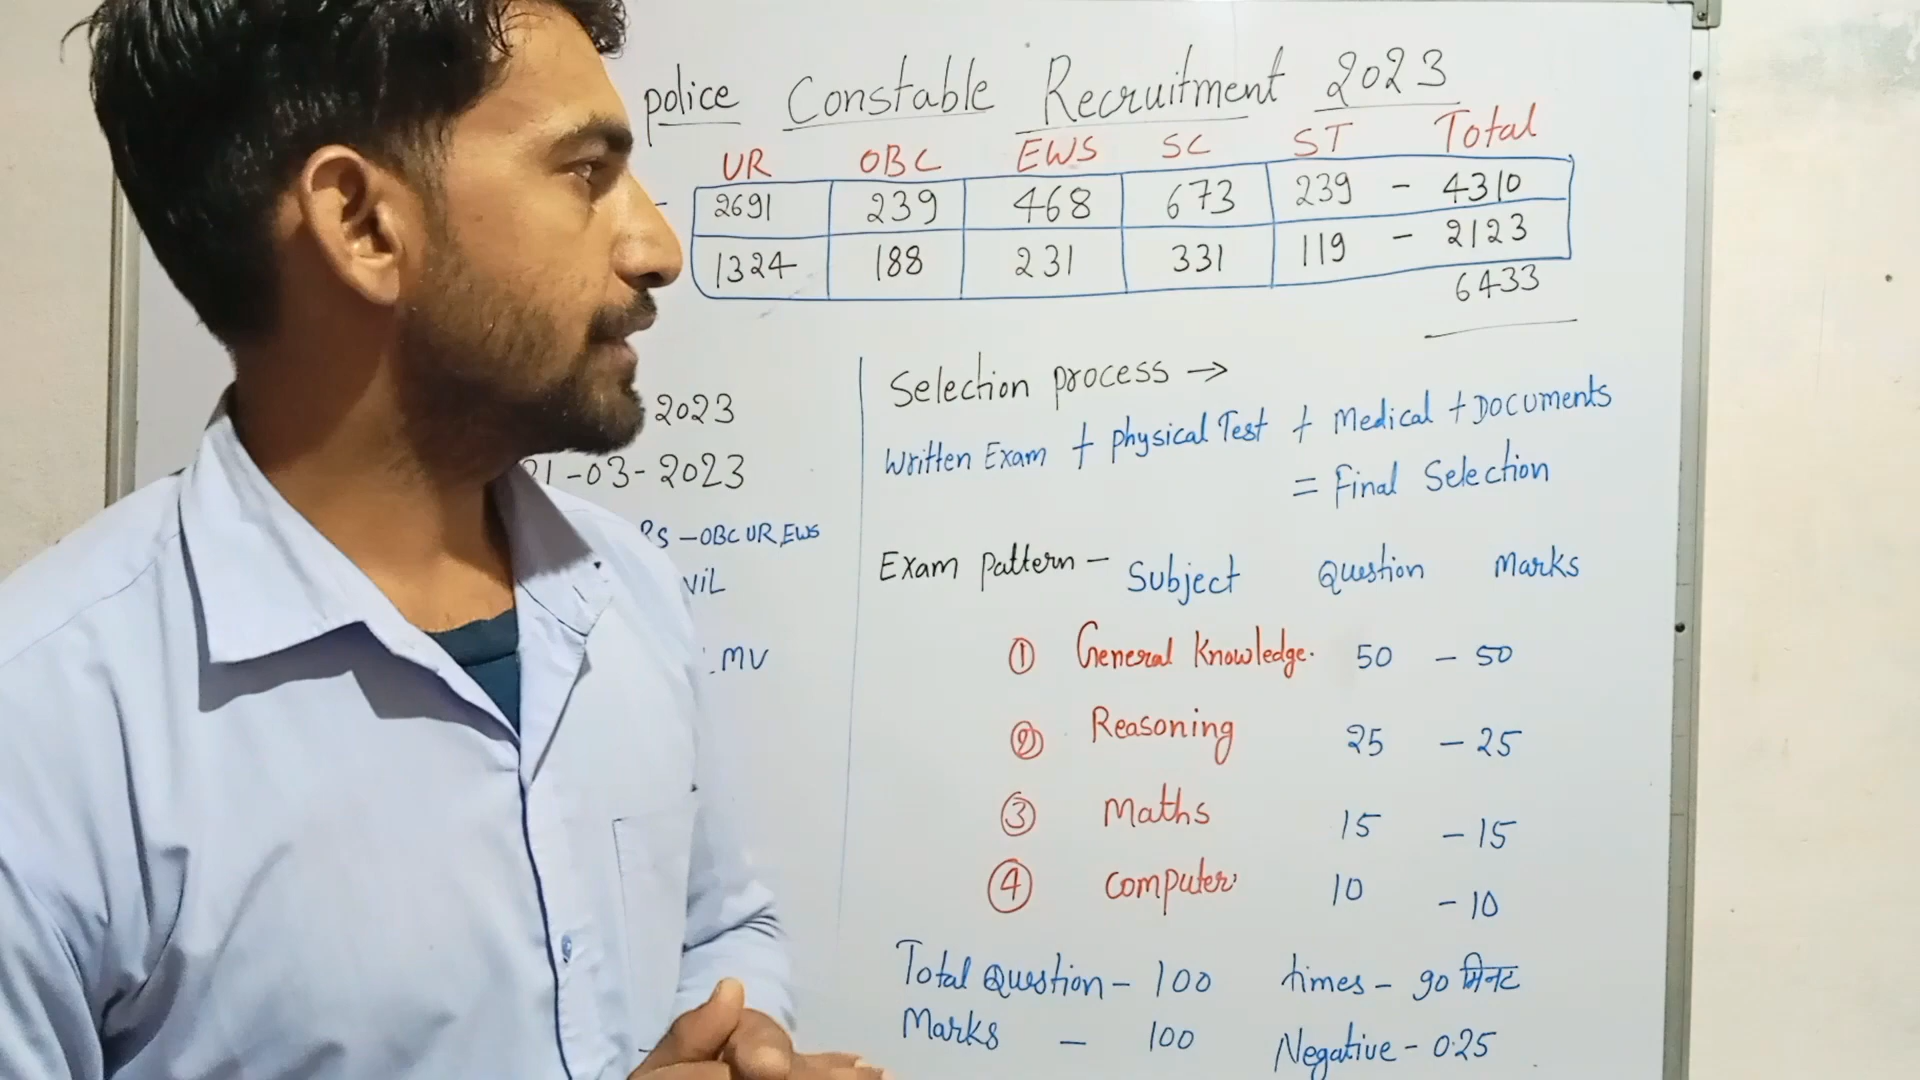 police Constable Recruitment 2023
UR OBC EWS SC ST Total
- 2691 239 468 673 239 - 4310
1324 188 231 331 119 - 2123
6433
2023
21-03-2023
RS - OBC UR, EWS
NiL
LMV
Selection process →
Written Exam + physical Test + Medical + Documents
= Final Selection
Exam pattern - Subject Question Marks
① General Knowledge. 50 - 50
② Reasoning 25 - 25
③ Maths 15 - 15
④ Computer 10 - 10
Total Question - 100 times - 90 मिनट
Marks - 100 Negative - 0.25